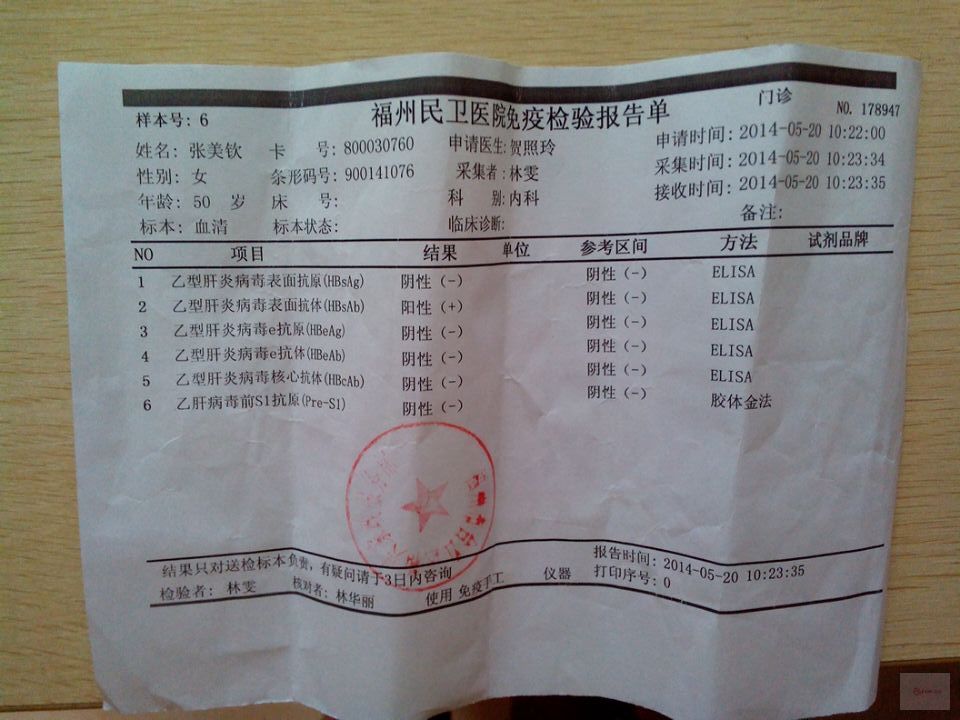 福州民卫医院免疫检验报告单
门诊
NO. 178947
样本号: 6
姓名: 张美钦 卡 号: 800030760 申请医生: 贺照玲 申请时间: 2014-05-20 10:22:00
性别: 女 条形码号: 900141076 采集者: 林雯 采集时间: 2014-05-20 10:23:34
年龄: 50 岁 床 号: 科 别: 内科 接收时间: 2014-05-20 10:23:35
标本: 血清 标本状态: 临床诊断: 备注:
NO 项目 结果 单位 参考区间 方法 试剂品牌
1 乙型肝炎病毒表面抗原(HBsAg) 阴性 (-) 阴性 (-) ELISA
2 乙型肝炎病毒表面抗体(HBsAb) 阳性 (+) 阴性 (-) ELISA
3 乙型肝炎病毒e抗原(HBeAg) 阴性 (-) 阴性 (-) ELISA
4 乙型肝炎病毒e抗体(HBeAb) 阴性 (-) 阴性 (-) ELISA
5 乙型肝炎病毒核心抗体(HBcAb) 阴性 (-) 阴性 (-) ELISA
6 乙肝病毒前S1抗原(Pre-S1) 阴性 (-) 阴性 (-) 胶体金法
结果只对送检标本负责, 有疑问请于3日内咨询 报告时间: 2014-05-20 10:23:35
检验者: 林雯 核对者: 林华丽 使用 免疫手工 仪器 打印序号: 0